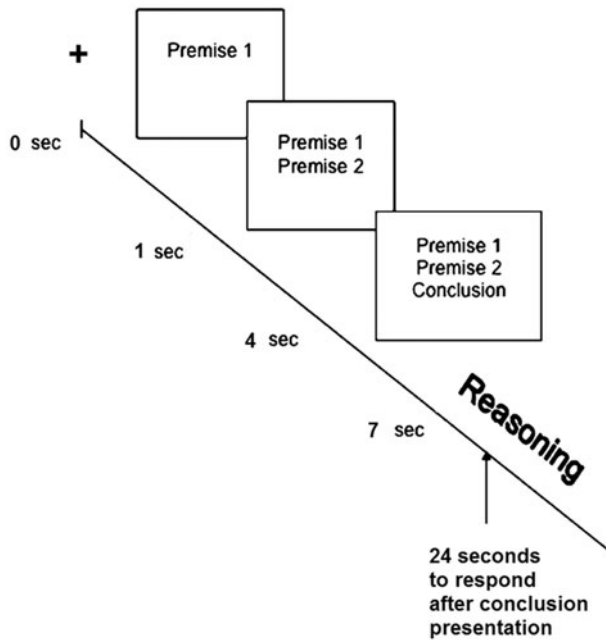 +
Premise 1
0 sec
Premise 1
Premise 2
1 sec
Premise 1
Premise 2
Conclusion
4 sec
7 sec
Reasoning
24 seconds
to respond
after conclusion
presentation